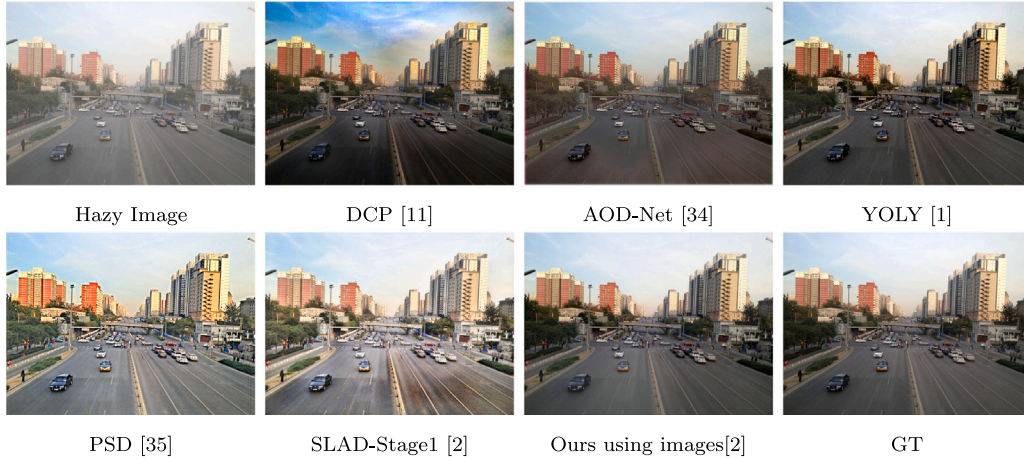 Hazy Image
DCP [11]
AOD-Net [34]
YOLY [1]
PSD [35]
SLAD-Stage1 [2]
Ours using images[2]
GT